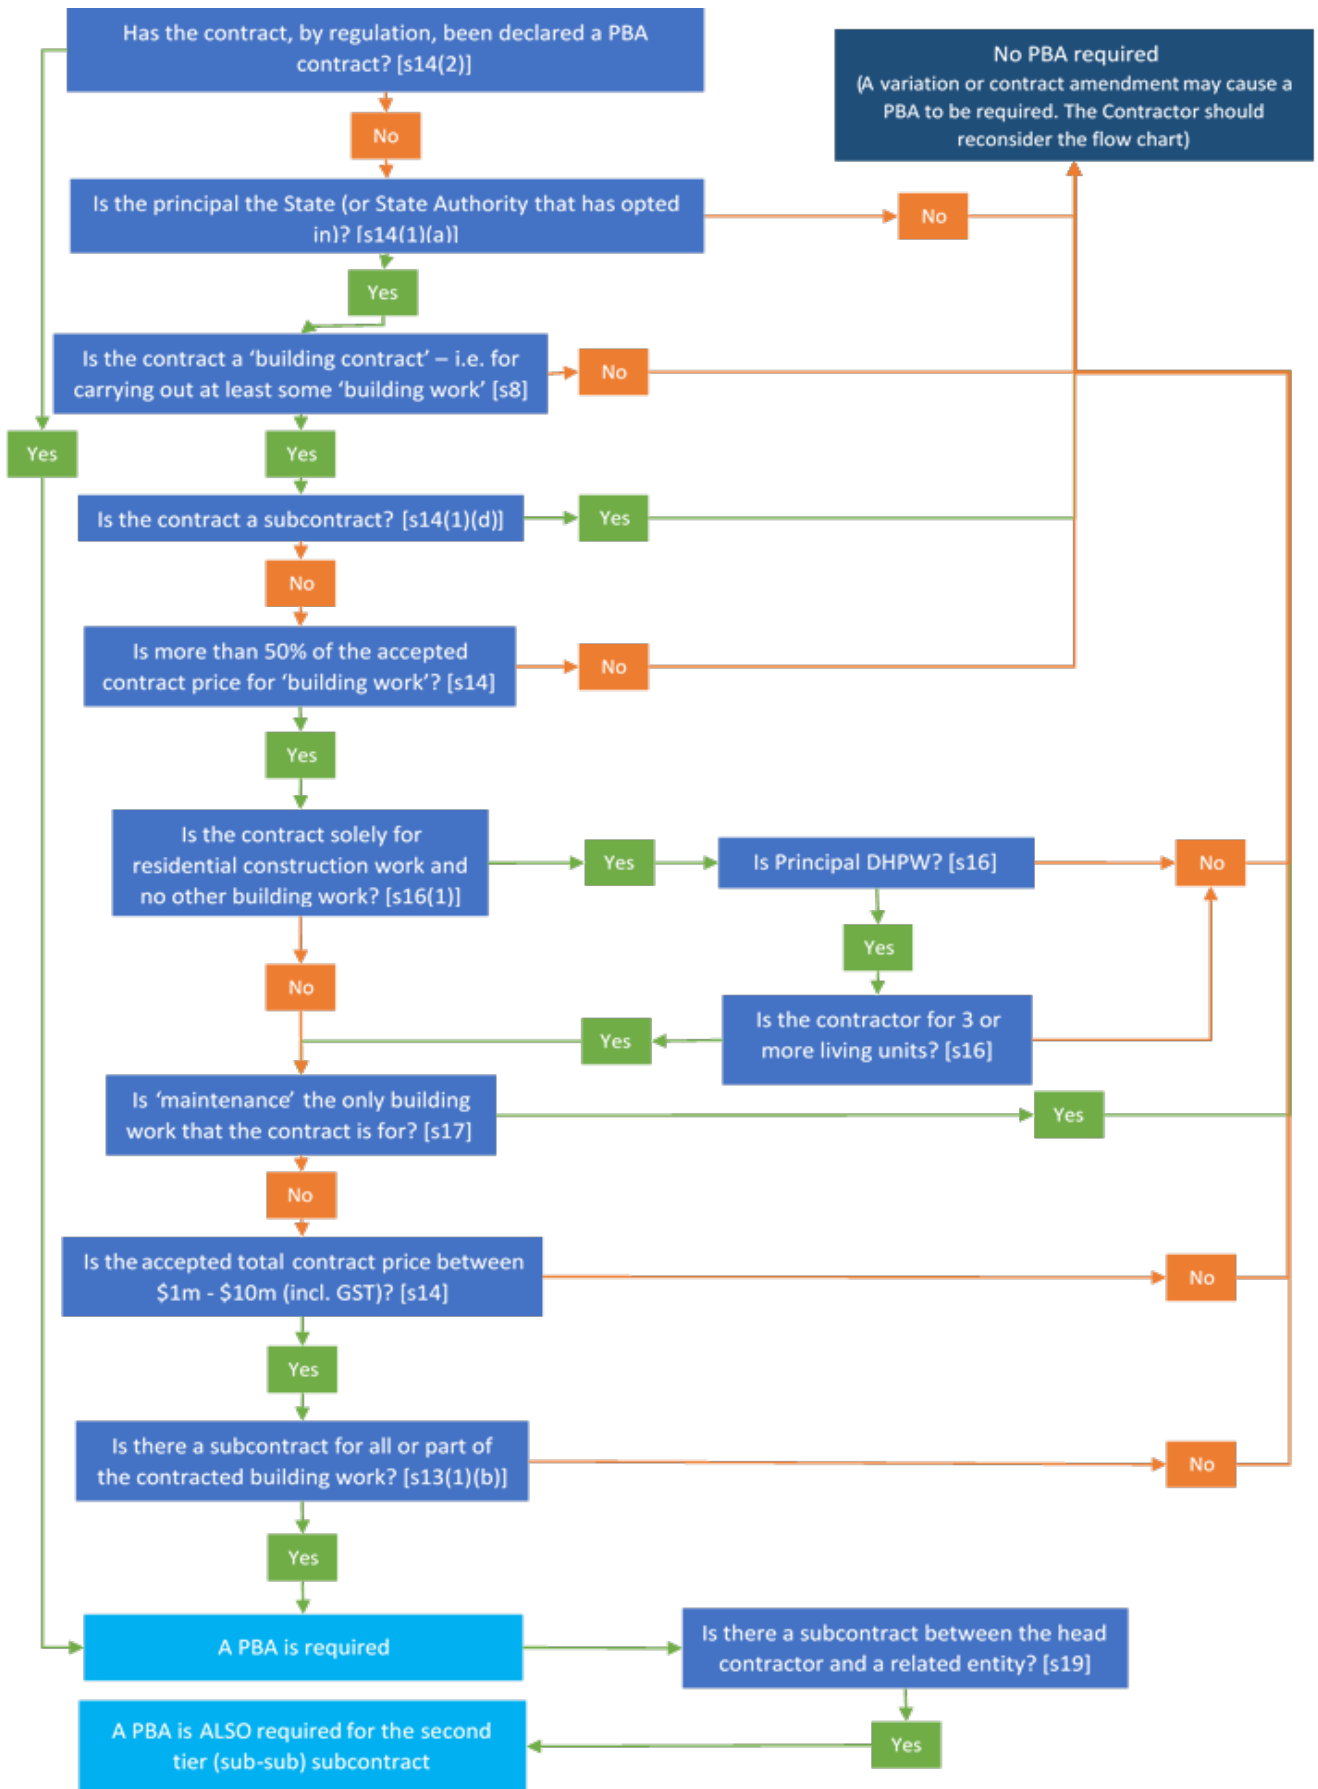 Has the contract, by regulation, been declared a PBA
contract? [s14(2)]
No PBA required
(A variation or contract amendment may cause a
PBA to be required. The Contractor should
reconsider the flow chart)
No
Is the principal the State (or State Authority that has opted
in)? [s14(1)(a)]
No
Yes
Is the contract a ‘building contract’ – i.e. for
carrying out at least some ‘building work’ [s8]
No
Yes
Yes
Is the contract a subcontract? [s14(1)(d)]
Yes
No
Is more than 50% of the accepted
contract price for ‘building work’? [s14]
No
Yes
Is the contract solely for
residential construction work and
no other building work? [s16(1)]
Yes
Is Principal DHPW? [s16]
No
Yes
No
Is the contractor for 3 or
more living units? [s16]
Yes
Is ‘maintenance’ the only building
work that the contract is for? [s17]
Yes
No
Is the accepted total contract price between
$1m - $10m (incl. GST)? [s14]
No
Yes
Is there a subcontract for all or part of
the contracted building work? [s13(1)(b)]
No
Yes
A PBA is required
Is there a subcontract between the head
contractor and a related entity? [s19]
A PBA is ALSO required for the second
tier (sub-sub) subcontract
Yes